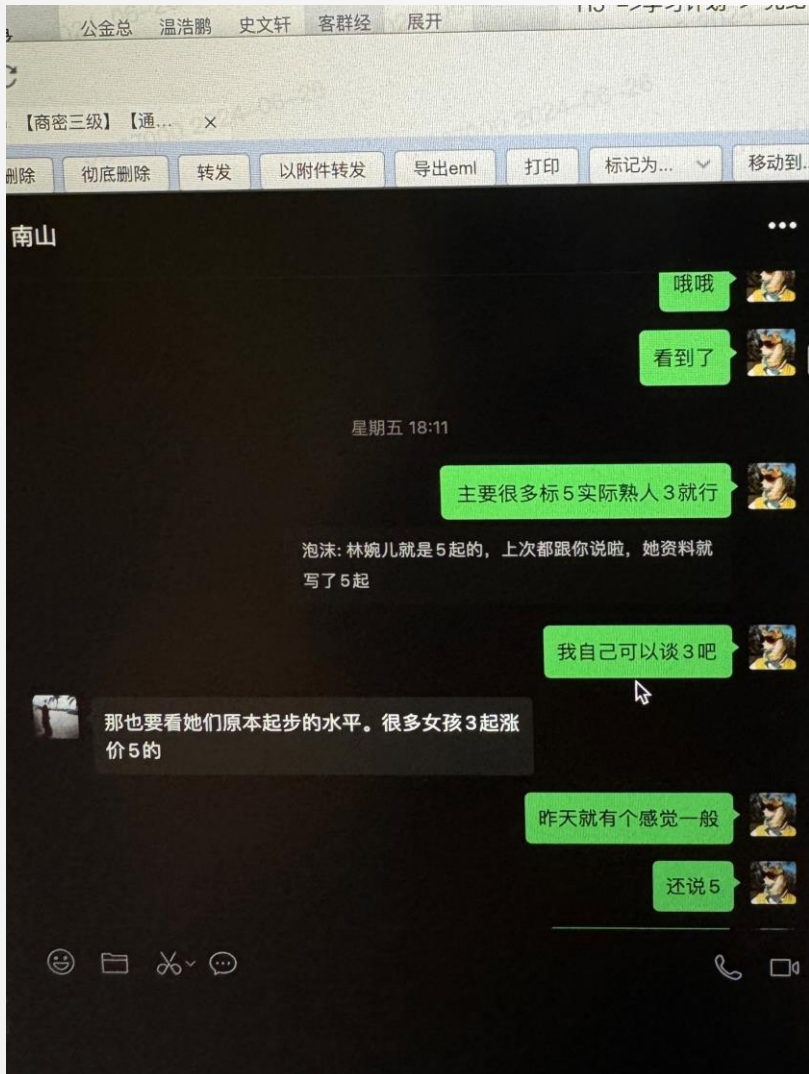 公金总 温浩鹏 史文轩 客群经 展开
【商密三级】【通... ×
删除 彻底删除 转发 以附件转发 导出eml 打印 标记为... 移动到...
南山
哦哦
看到了
星期五 18:11
主要很多标5实际熟人3就行
泡沫: 林婉儿就是5起的，上次都跟你说啦，她资料就
写了5起
我自己可以谈3吧
那也要看她们原本起步的水平。很多女孩3起涨
价5的
昨天就有个感觉一般
还说5